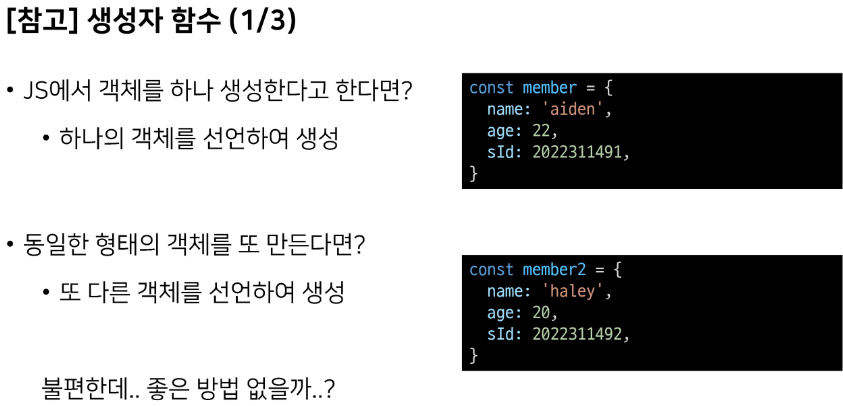 [참고] 생성자 함수 (1/3)
• JS에서 객체를 하나 생성한다고 한다면?
• 하나의 객체를 선언하여 생성
const member = {
name: 'aiden',
age: 22,
sId: 2022311491,
}
• 동일한 형태의 객체를 또 만든다면?
• 또 다른 객체를 선언하여 생성
const member2 = {
name: 'haley',
age: 20,
sId: 2022311492,
}
불편한데.. 좋은 방법 없을까..?